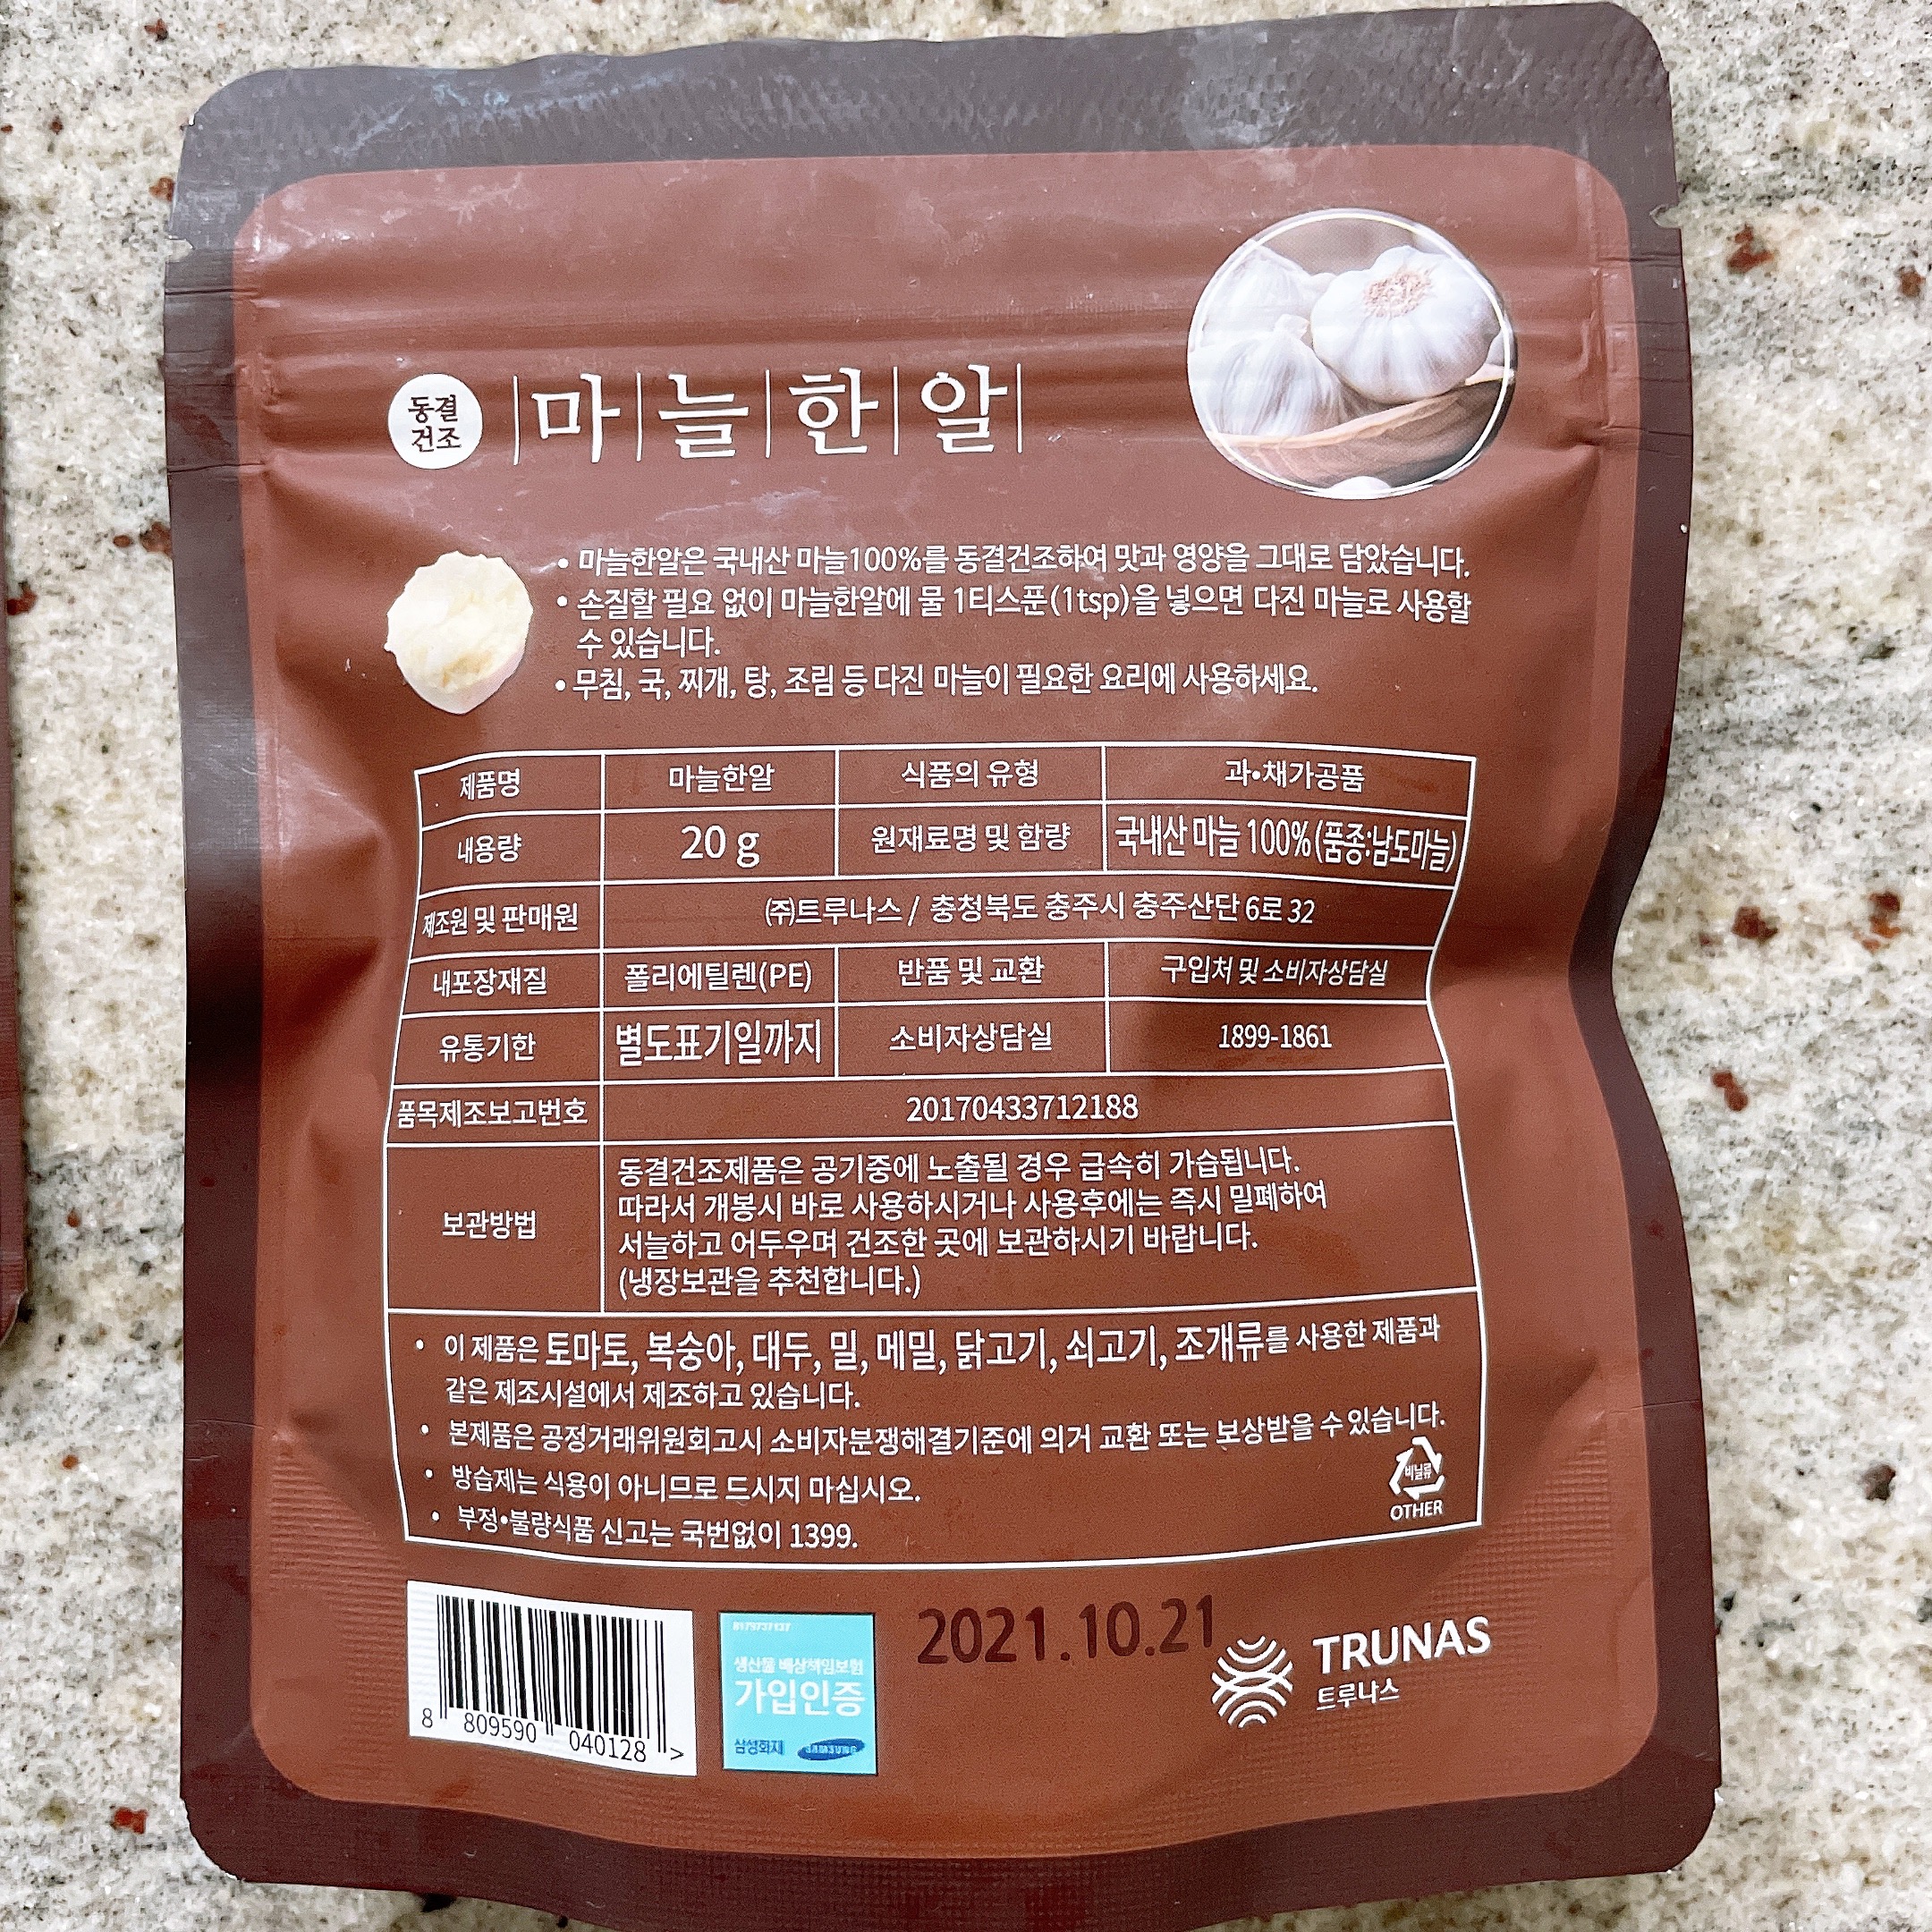 동결
건조
마늘한알
• 마늘한알은 국내산 마늘100%를 동결건조하여 맛과 영양을 그대로 담았습니다.
• 손질할 필요 없이 마늘한알에 물 1티스푼(1tsp)을 넣으면 다진 마늘로 사용할
수 있습니다.
• 무침, 국, 찌개, 탕, 조림 등 다진 마늘이 필요한 요리에 사용하세요.
제품명 마늘한알 식품의 유형 과•채가공품
내용량 20 g 원재료명 및 함량 국내산 마늘 100% (품종:남도마늘)
제조원 및 판매원 ㈜트루나스 / 충청북도 충주시 충주산단 6로 32
내포장재질 폴리에틸렌(PE) 반품 및 교환 구입처 및 소비자상담실
유통기한 별도표기일까지 소비자상담실 1899-1861
품목제조보고번호 20170433712188
보관방법
동결건조제품은 공기중에 노출될 경우 급속히 가습됩니다.
따라서 개봉시 바로 사용하시거나 사용후에는 즉시 밀폐하여
서늘하고 어두우며 건조한 곳에 보관하시기 바랍니다.
(냉장보관을 추천합니다.)
• 이 제품은 토마토, 복숭아, 대두, 밀, 메밀, 닭고기, 쇠고기, 조개류를 사용한 제품과
같은 제조시설에서 제조하고 있습니다.
• 본제품은 공정거래위원회고시 소비자분쟁해결기준에 의거 교환 또는 보상받을 수 있습니다.
• 방습제는 식용이 아니므로 드시지 마십시오.
• 부정•불량식품 신고는 국번없이 1399.
비닐류
OTHER
8 809590 040128 >
생산물 배상책임보험
가입인증
삼성화재 SAMSUNG
2021.10.21
TRUNAS
트루나스